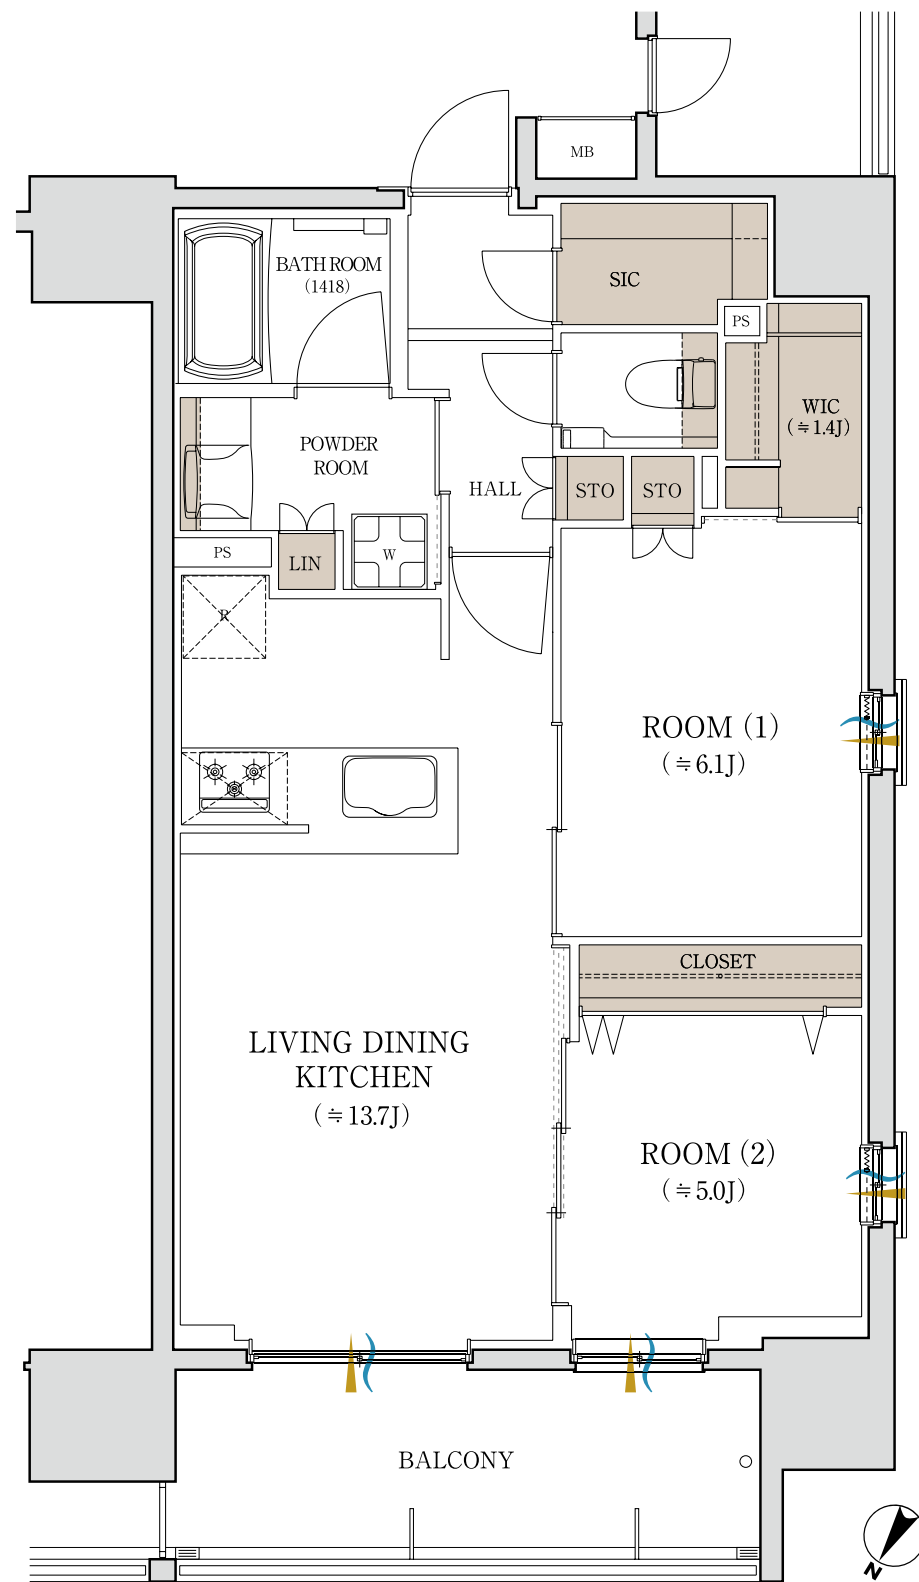 MB
BATH ROOM
(1418)
SIC
PS
WIC
(≒1.4J)
POWDER
ROOM
HALL
STO
STO
PS
LIN
W
R
ROOM (1)
(≒6.1J)
CLOSET
LIVING DINING
KITCHEN
(≒13.7J)
ROOM (2)
(≒5.0J)
BALCONY
N